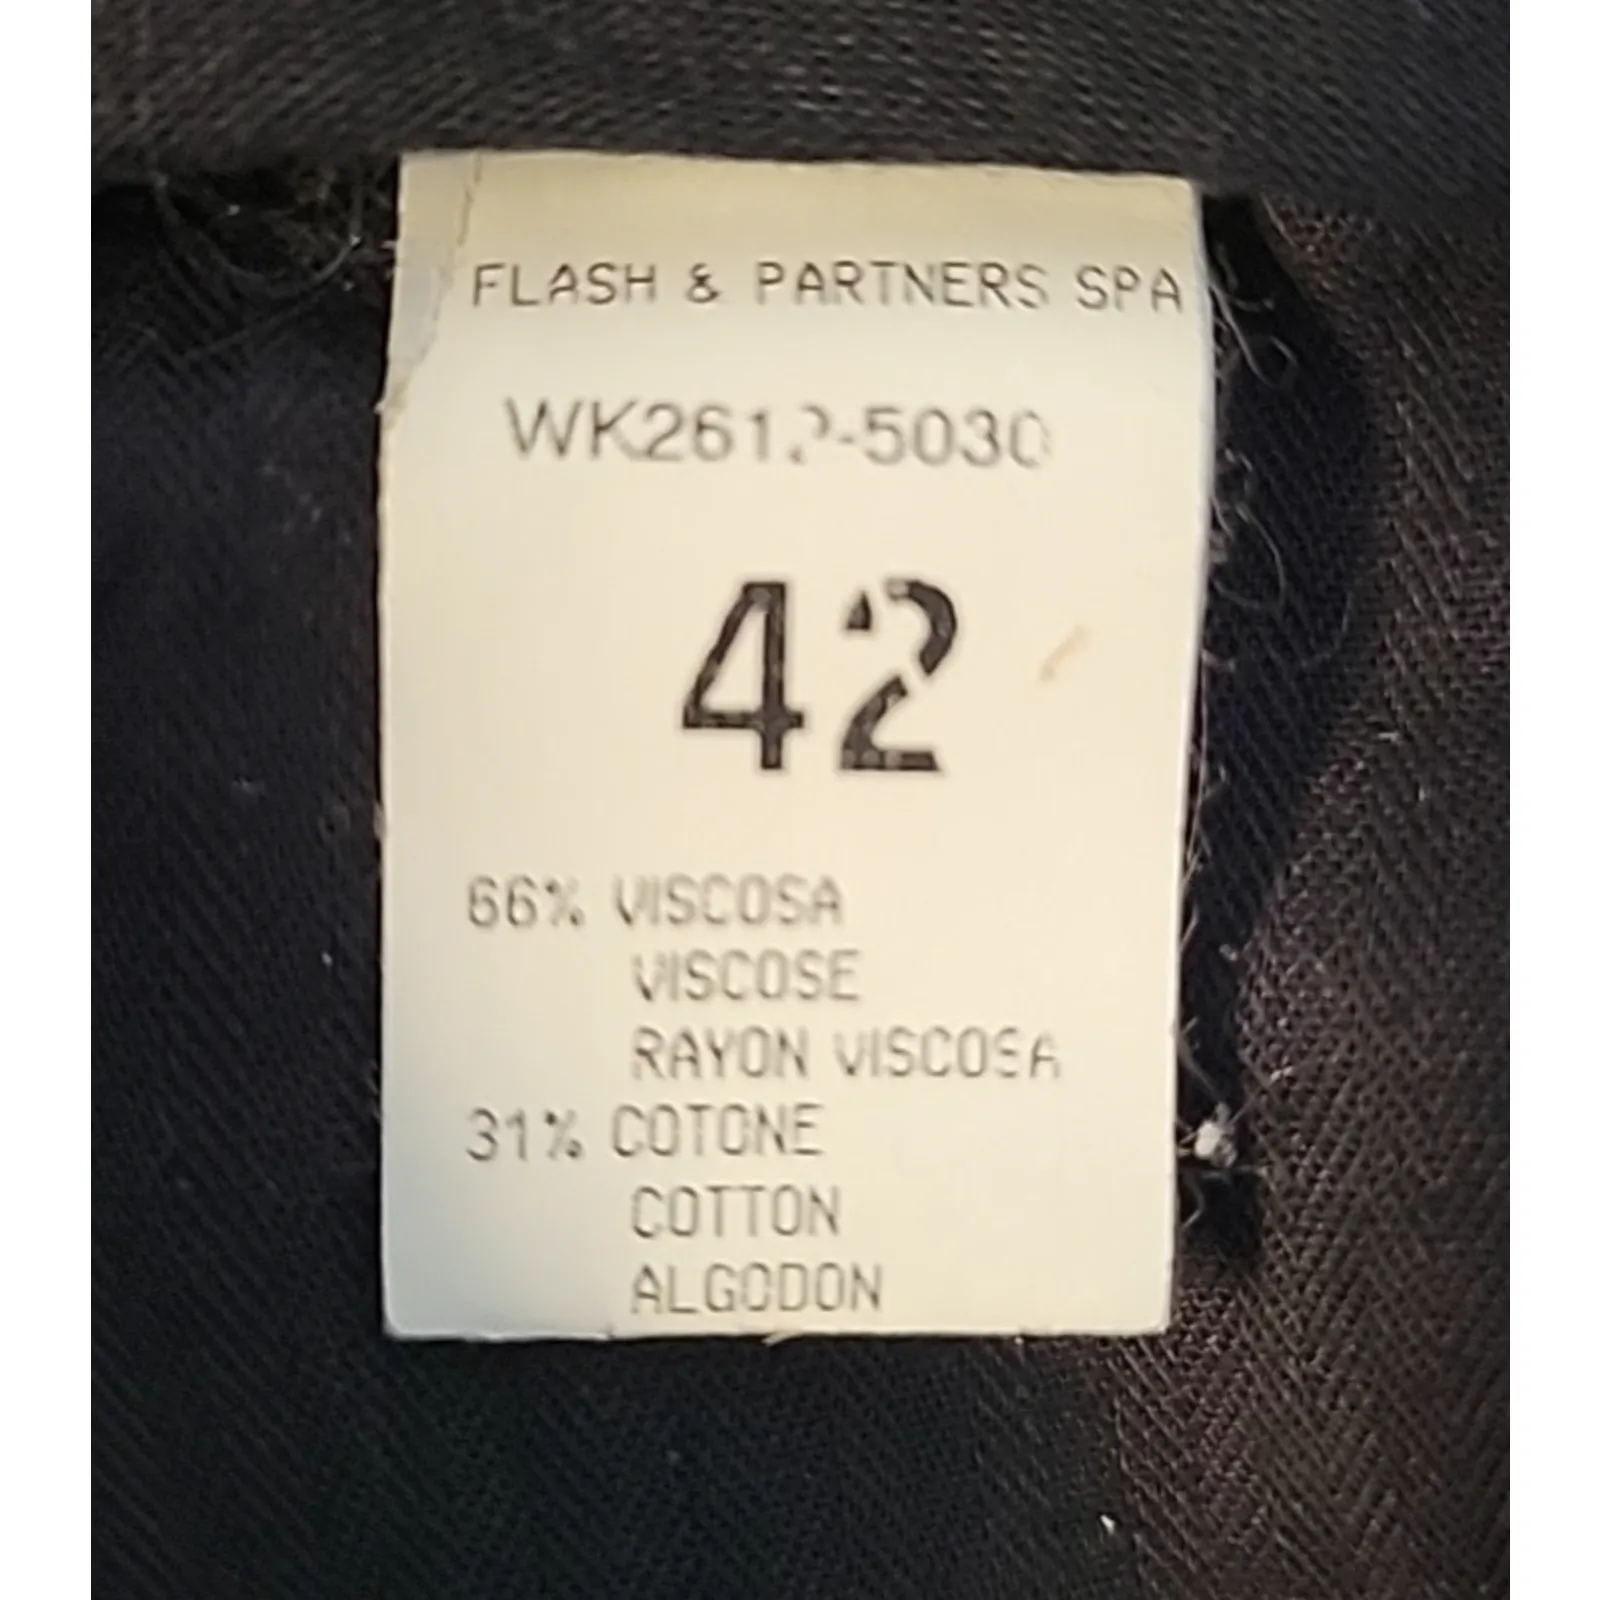 FLASH & PARTNERS SPA
WK2612-5030
42
66% VISCOSA
VISCOSE
RAYON VISCOSA
31% COTONE
COTTON
ALGODON